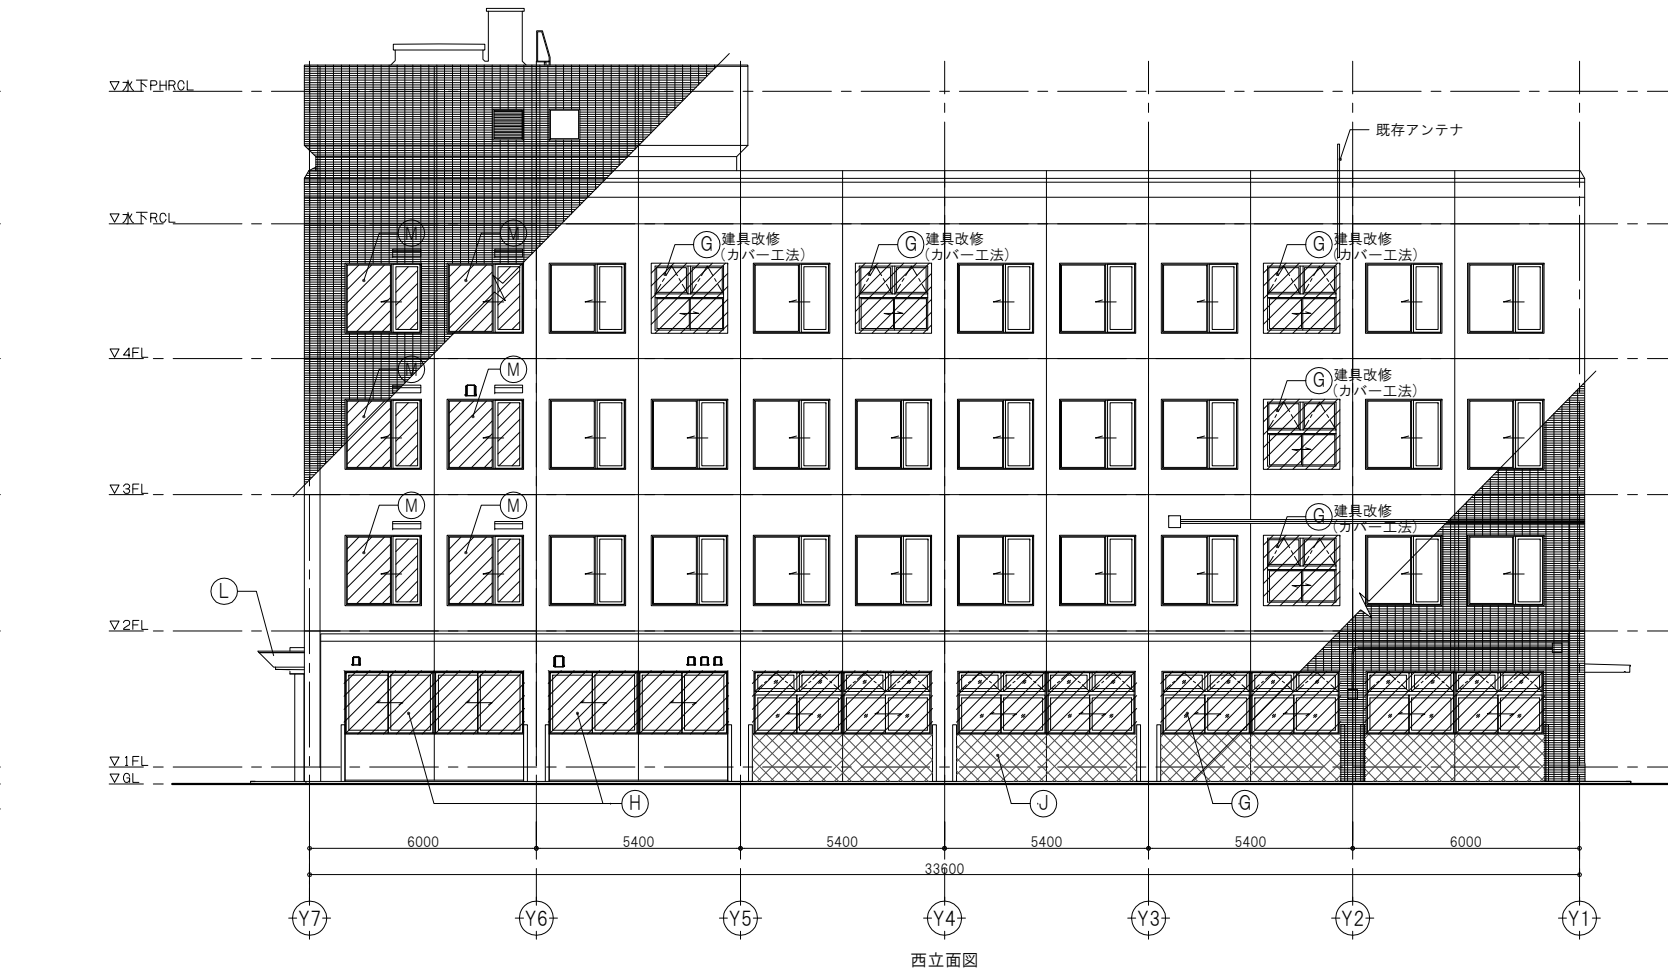 ▽水下PHRCL
既存アンテナ
▽水下RCL
M
M
G 建具改修
(カバー工法)
G 建具改修
(カバー工法)
G 建具改修
(カバー工法)
▽4FL
M
M
G 建具改修
(カバー工法)
▽3FL
M
M
G 建具改修
(カバー工法)
L
▽2FL
▽1FL
▽GL
H
J
G
6000
5400
5400
5400
5400
6000
33600
Y7
Y6
Y5
Y4
Y3
Y2
Y1
西立面図